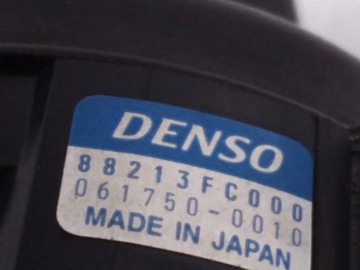 DENSO
88213FC000
061750-0010
MADE IN JAPAN